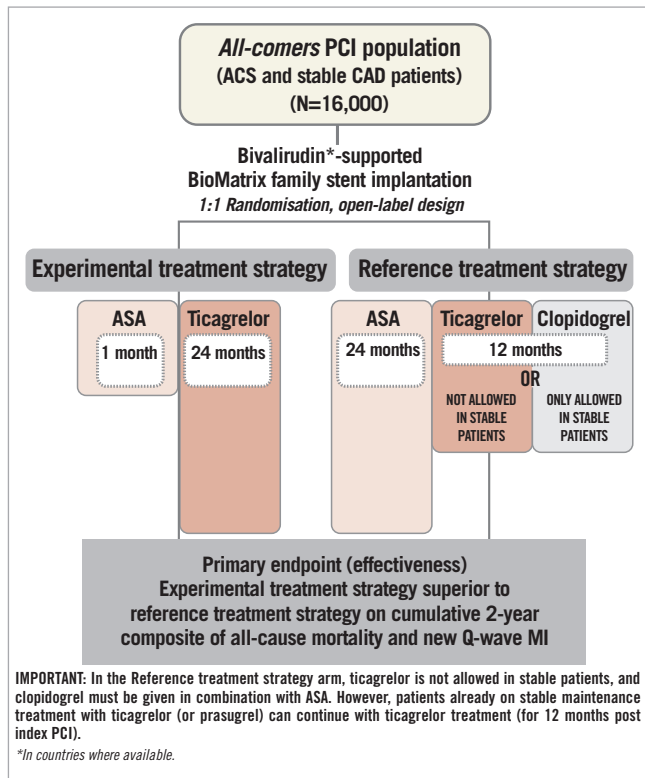 All-comers PCI population
(ACS and stable CAD patients)
(N=16,000)
Bivalirudin*-supported
BioMatrix family stent implantation
1:1 Randomisation, open-label design
Experimental treatment strategy
Reference treatment strategy
ASA
Ticagrelor
1 month
24 months
ASA
Ticagrelor
Clopidogrel
24 months
12 months
OR
NOT ALLOWED
IN STABLE
PATIENTS
ONLY ALLOWED
IN STABLE
PATIENTS
Primary endpoint (effectiveness)
Experimental treatment strategy superior to
reference treatment strategy on cumulative 2-year
composite of all-cause mortality and new Q-wave MI
IMPORTANT: In the Reference treatment strategy arm, ticagrelor is not allowed in stable patients, and
clopidogrel must be given in combination with ASA. However, patients already on stable maintenance
treatment with ticagrelor (or prasugrel) can continue with ticagrelor treatment (for 12 months post
index PCI).
*In countries where available.